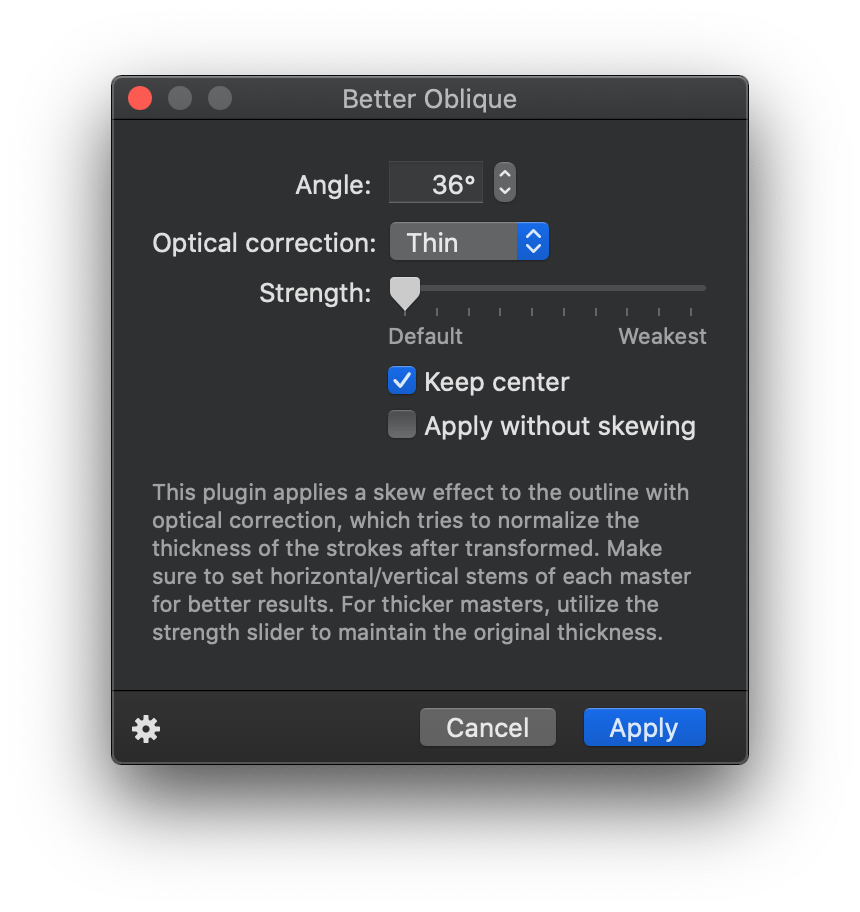 Better Oblique
Angle: 36°
Optical correction: Thin
Strength:
Default Weakest
Keep center
Apply without skewing
This plugin applies a skew effect to the outline with
optical correction, which tries to normalize the
thickness of the strokes after transformed. Make
sure to set horizontal/vertical stems of each master
for better results. For thicker masters, utilize the
strength slider to maintain the original thickness.
Cancel Apply